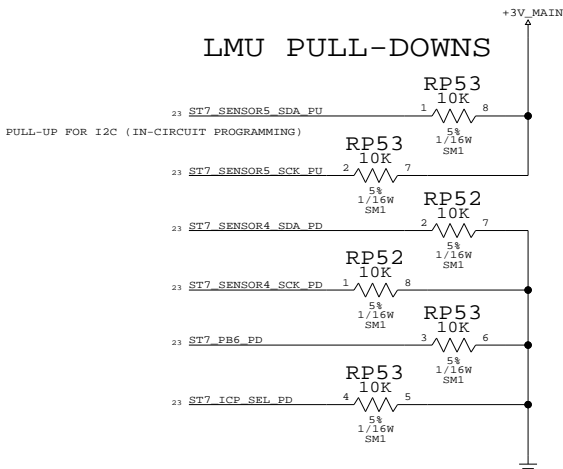 +3V_MAIN
LMU PULL-DOWNS
RP53
10K
23 ST7_SENSOR5_SDA_PU 1 8
5%
1/16W
SM1
PULL-UP FOR I2C (IN-CIRCUIT PROGRAMMING)
RP53
10K
23 ST7_SENSOR5_SCK_PU 2 7
5%
1/16W
SM1
RP52
10K
23 ST7_SENSOR4_SDA_PD 2 7
5%
1/16W
SM1
RP52
10K
23 ST7_SENSOR4_SCK_PD 1 8
5%
1/16W
SM1
RP53
10K
23 ST7_PB6_PD 3 6
5%
1/16W
SM1
RP53
10K
23 ST7_ICP_SEL_PD 4 5
5%
1/16W
SM1